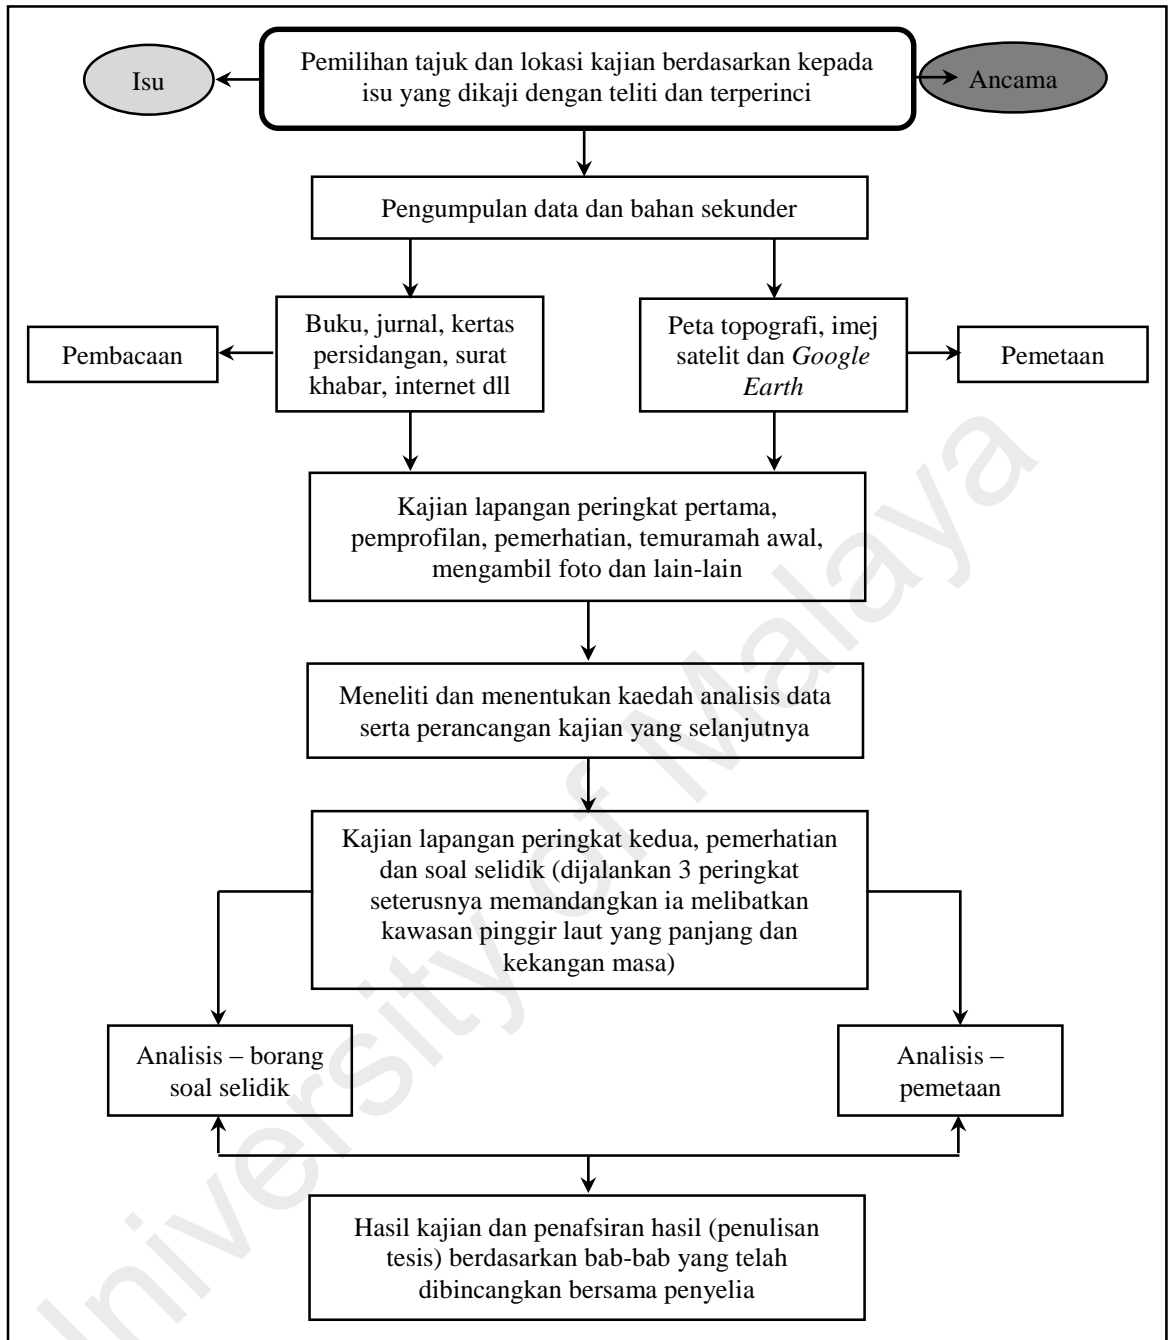 Isu
Pemilihan tajuk dan lokasi kajian berdasarkan kepada
isu yang dikaji dengan teliti dan terperinci
Ancama
Pengumpulan data dan bahan sekunder
Pembacaan
Buku, jurnal, kertas
persidangan, surat
khabar, internet dll
Peta topografi, imej
satelit dan Google
Earth
Pemetaan
Kajian lapangan peringkat pertama,
pemprofilan, pemerhatian, temuramah awal,
mengambil foto dan lain-lain
Meneliti dan menentukan kaedah analisis data
serta perancangan kajian yang selanjutnya
Kajian lapangan peringkat kedua, pemerhatian
dan soal selidik (dijalankan 3 peringkat
seterusnya memandangkan ia melibatkan
kawasan pinggir laut yang panjang dan
kekangan masa)
Analisis – borang
soal selidik
Analisis –
pemetaan
Hasil kajian dan penafsiran hasil (penulisan
tesis) berdasarkan bab-bab yang telah
dibincangkan bersama penyelia
University of Malaya